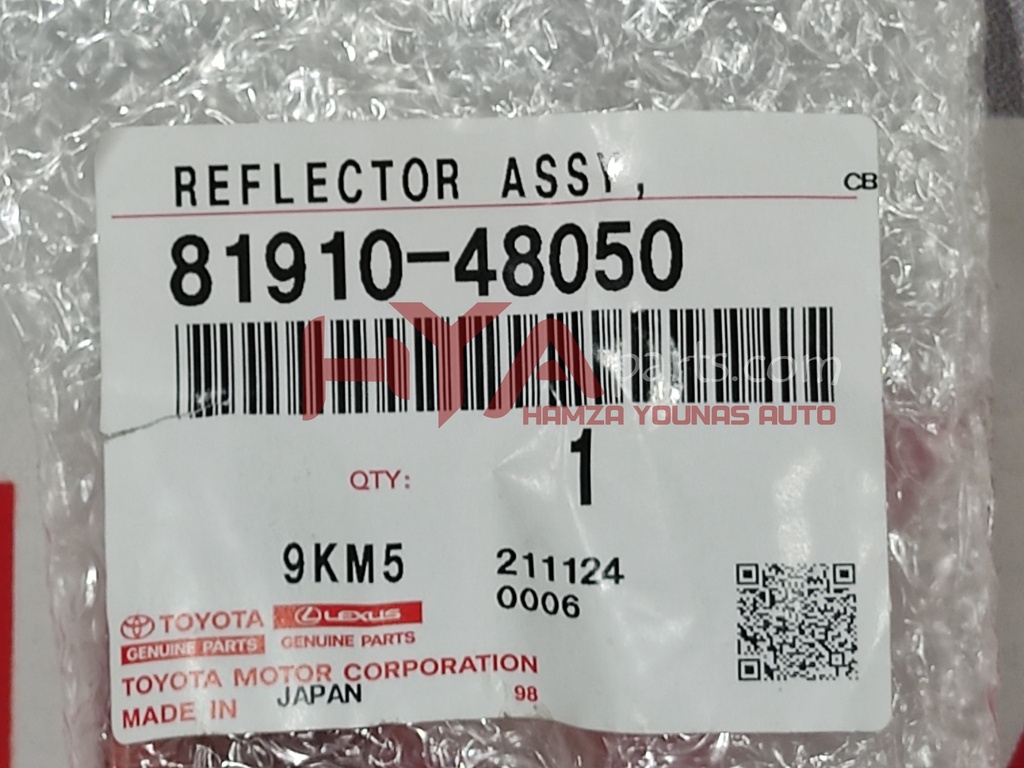 REFLECTOR ASSY,
CB
81910-48050
HYA parts.com
HAMZA YOUNAS AUTO
QTY: 1
9KM5
211124
0006
TOYOTA LEXUS
GENUINE PARTS GENUINE PARTS
TOYOTA MOTOR CORPORATION
MADE IN JAPAN 98